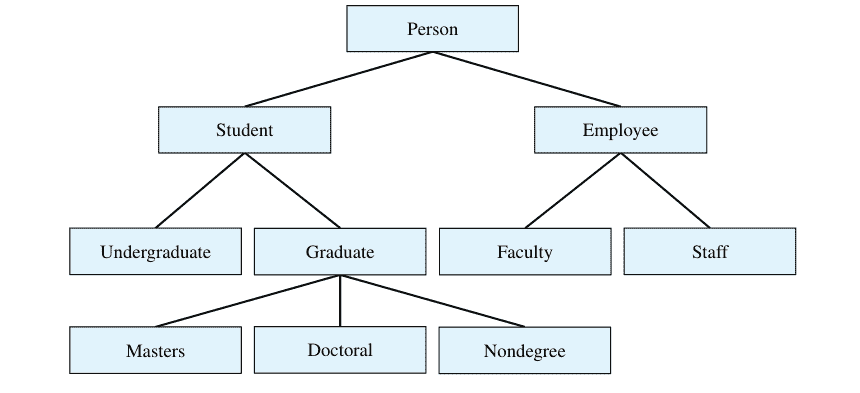 Person
Student
Employee
Undergraduate
Graduate
Faculty
Staff
Masters
Doctoral
Nondegree